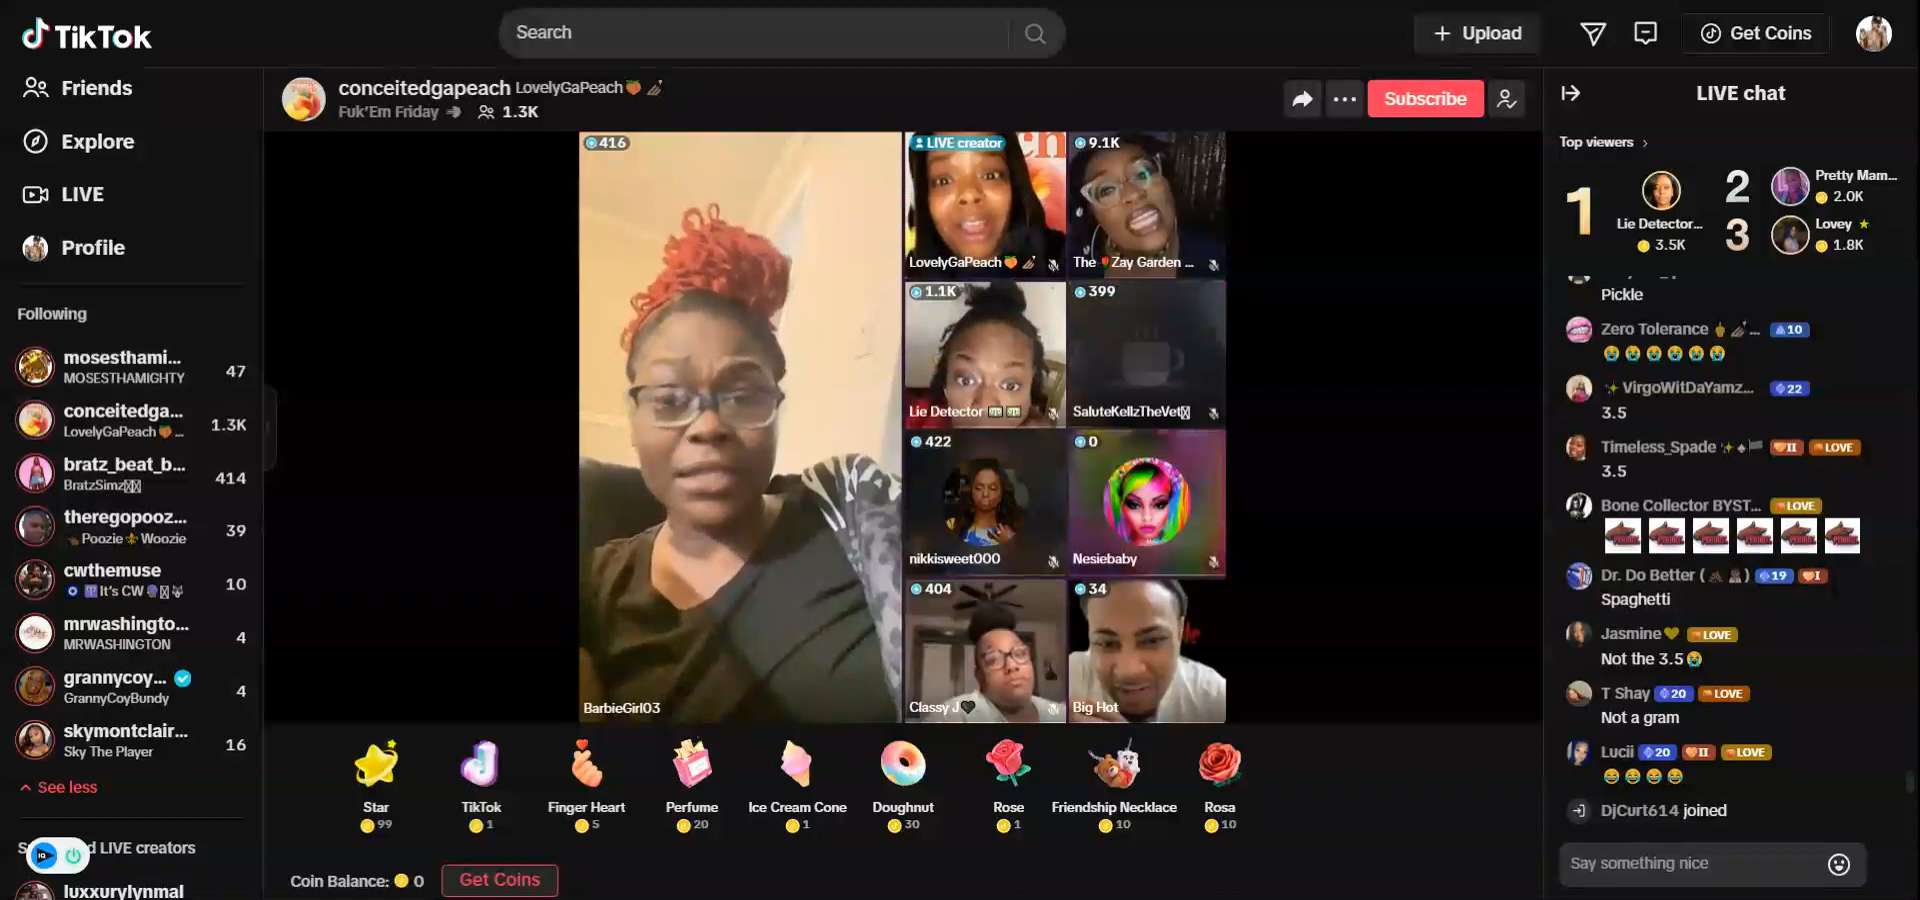 TikTok
Search
Upload
Get Coins
Friends
Explore
LIVE
Profile
Following
mosesthami...
MOSESTHAMIGHTY
47
conceitedga...
LovelyGaPeach🍑...
1.3K
bratz_beat_b...
BratzSimz
414
theregopooz...
Poozie⚜️Woozie
39
cwthemuse
It's CW
10
mrwashingto...
MRWASHINGTON
4
grannycoy...
GrannyCoyBundy
4
skymontclair...
Sky The Player
16
See less
LIVE creators
luxxurylynmal
conceitedgapeach LovelyGaPeach🍑💅🏾
Fuk'Em Friday
1.3K
Subscribe
416
BarbieGirl03
LIVE creator
LovelyGaPeach🍑💅🏾
9.1K
The 🌹Zay Garden ...
1.1K
Lie Detector
399
SaluteKellzTheVet
422
nikkisweet000
0
Nesiebaby
404
Classy J🖤
34
Big Hot
Star
99
TikTok
1
Finger Heart
5
Perfume
20
Ice Cream Cone
1
Doughnut
30
Rose
1
Friendship Necklace
10
Rosa
10
Coin Balance: 0
Get Coins
LIVE chat
Top viewers
1
Lie Detector...
3.5K
2
Pretty Mam...
2.0K
3
Lovey ★
1.8K
Pickle
Zero Tolerance ... 10
😭😭😭😭😭😭
✨VirgoWitDaYamz... 22
3.5
Timeless_Spade II LOVE
3.5
Bone Collector BYST... LOVE
Dr. Do Better ( ) 19 I
Spaghetti
Jasmine💛 LOVE
Not the 3.5😭
T Shay 20 LOVE
Not a gram
Lucii 20 II LOVE
😂😂😂😂
DjCurt614 joined
Say something nice